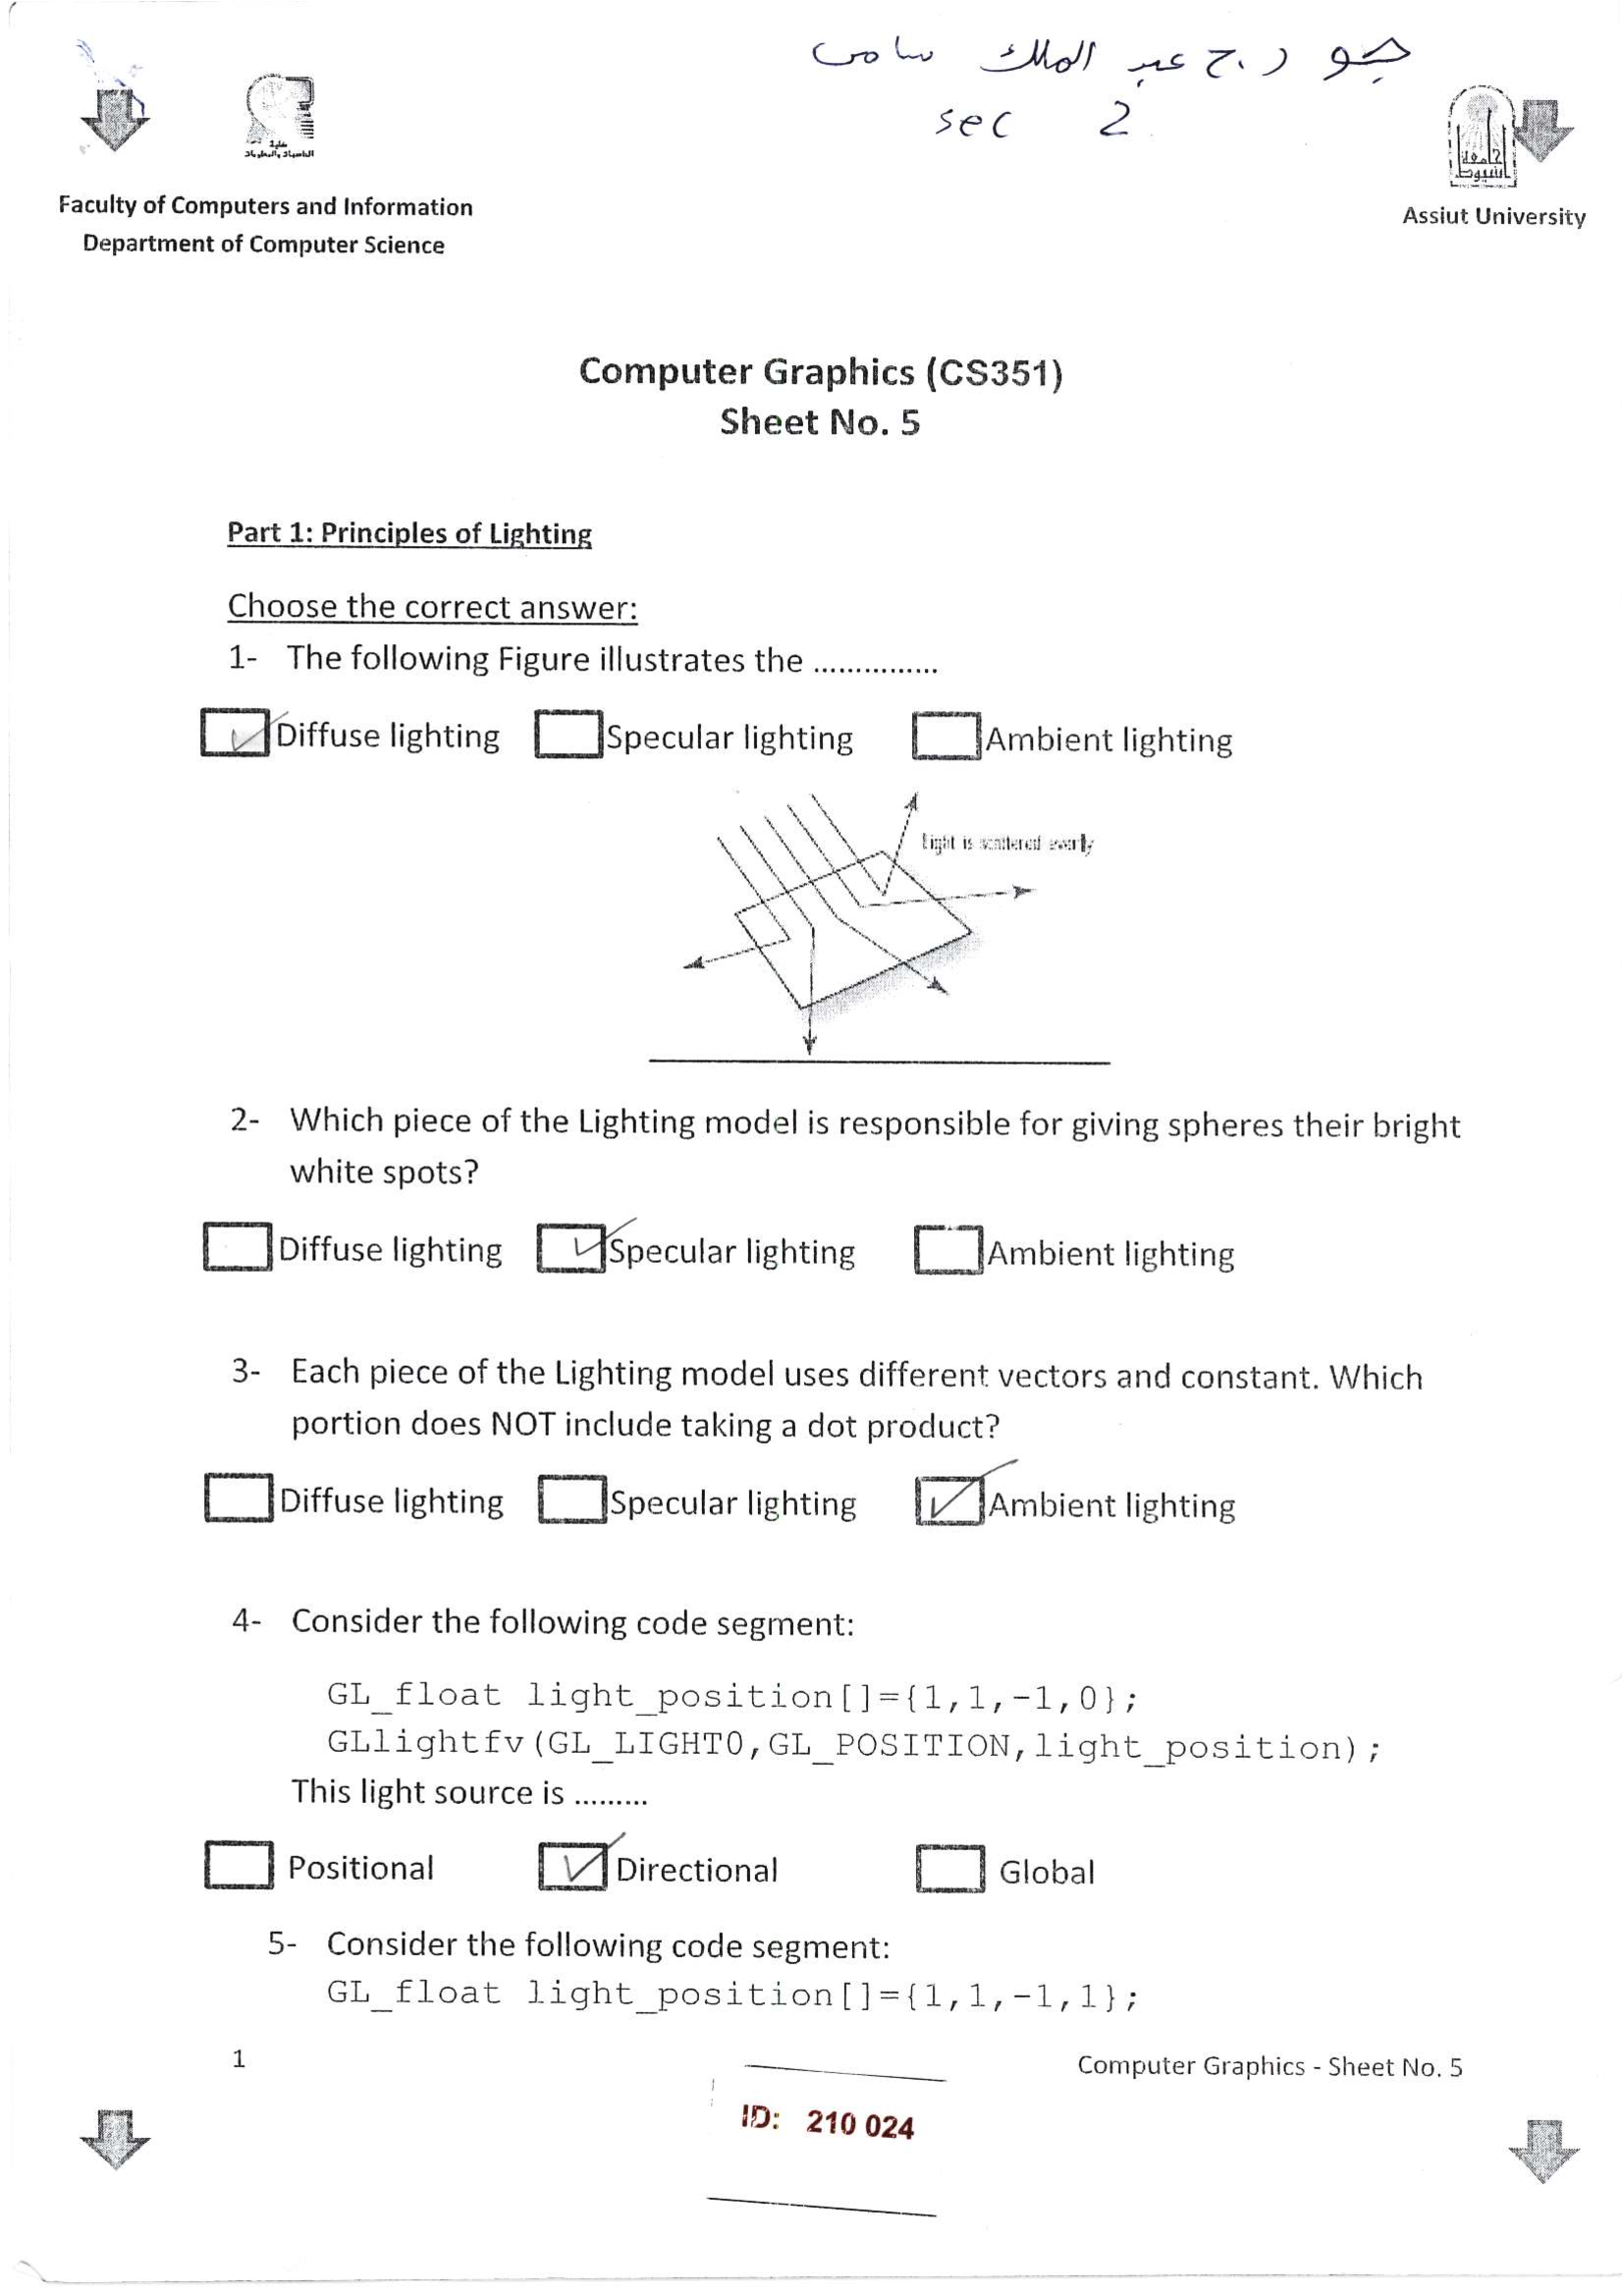 جو ر.ج عبد الملك سامى
sec 2
كلية
الحاسبات والمعلومات
جامعة
أسيوط
Faculty of Computers and Information
Department of Computer Science
Assiut University
Computer Graphics (CS351)
Sheet No. 5
Part 1: Principles of Lighting
Choose the correct answer:
1- The following Figure illustrates the ...............
Diffuse lighting Specular lighting Ambient lighting
Light is scattered evenly
2- Which piece of the Lighting model is responsible for giving spheres their bright
white spots?
Diffuse lighting Specular lighting Ambient lighting
3- Each piece of the Lighting model uses different vectors and constant. Which
portion does NOT include taking a dot product?
Diffuse lighting Specular lighting Ambient lighting
4- Consider the following code segment:
GL_float light_position[]={1,1,-1,0};
GLlightfv(GL_LIGHT0,GL_POSITION,light_position);
This light source is .........
Positional Directional Global
5- Consider the following code segment:
GL_float light_position[]={1,1,-1,1};
1
Computer Graphics - Sheet No. 5
ID: 210 024